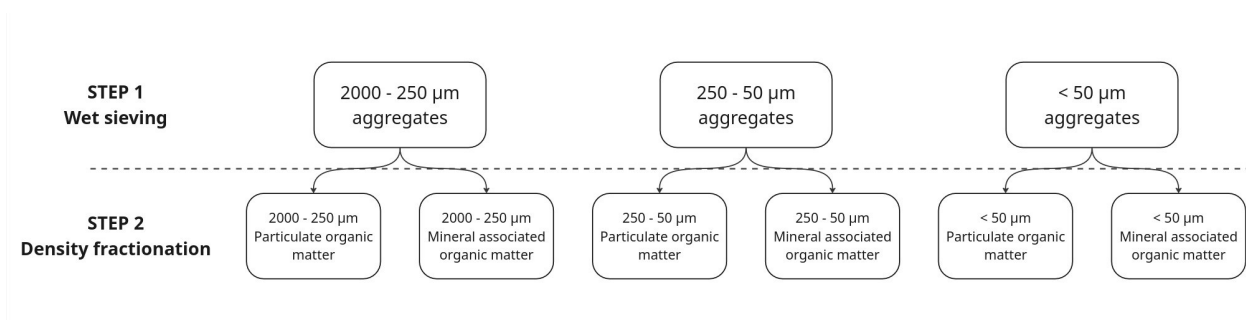 STEP 1
Wet sieving
2000 - 250 µm
aggregates
250 - 50 µm
aggregates
< 50 µm
aggregates
STEP 2
Density fractionation
2000 - 250 µm
Particulate organic
matter
2000 - 250 µm
Mineral associated
organic matter
250 - 50 µm
Particulate organic
matter
250 - 50 µm
Mineral associated
organic matter
< 50 µm
Particulate organic
matter
< 50 µm
Mineral associated
organic matter